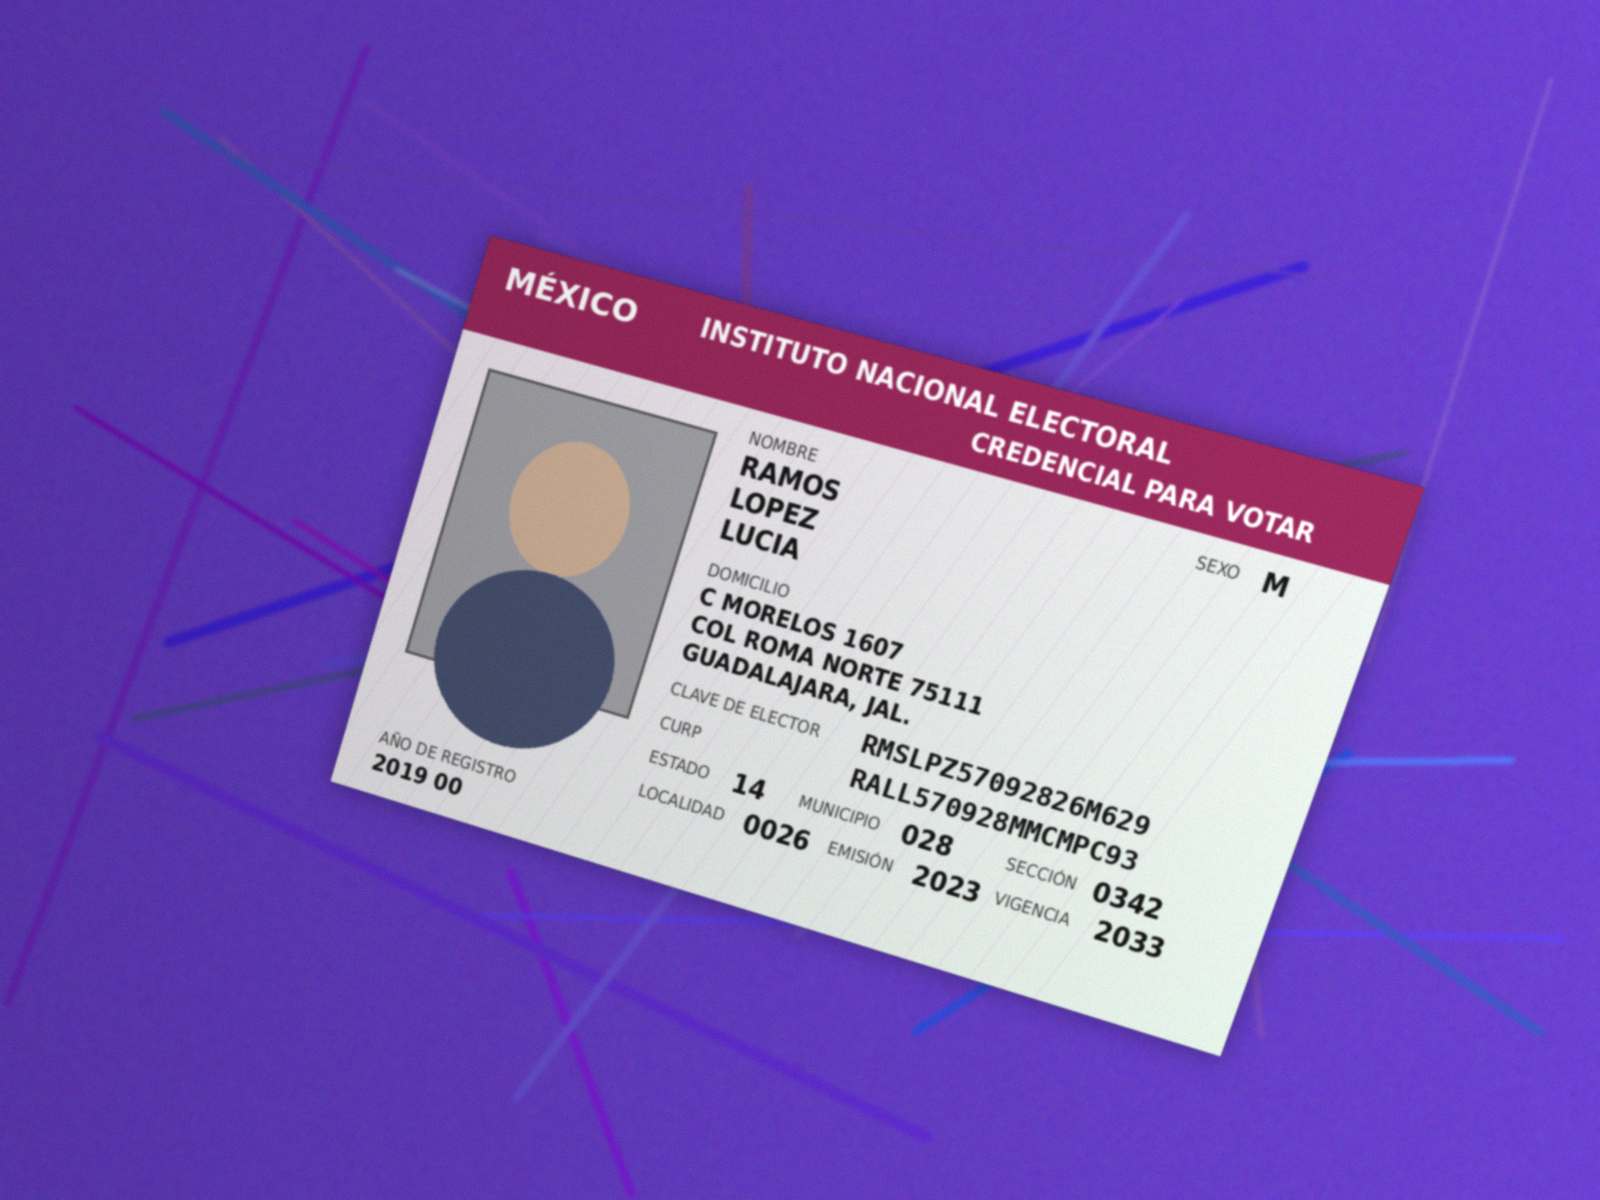 MÉXICO
INSTITUTO NACIONAL ELECTORAL
CREDENCIAL PARA VOTAR
NOMBRE
RAMOS
LOPEZ
LUCIA
SEXO M
DOMICILIO
C MORELOS 1607
COL ROMA NORTE 75111
GUADALAJARA, JAL.
CLAVE DE ELECTOR RMSLPZ57092826M629
CURP RALL570928MMCMPC93
ESTADO 14 MUNICIPIO 028 SECCIÓN 0342
LOCALIDAD 0026 EMISIÓN 2023 VIGENCIA 2033
AÑO DE REGISTRO
2019 00